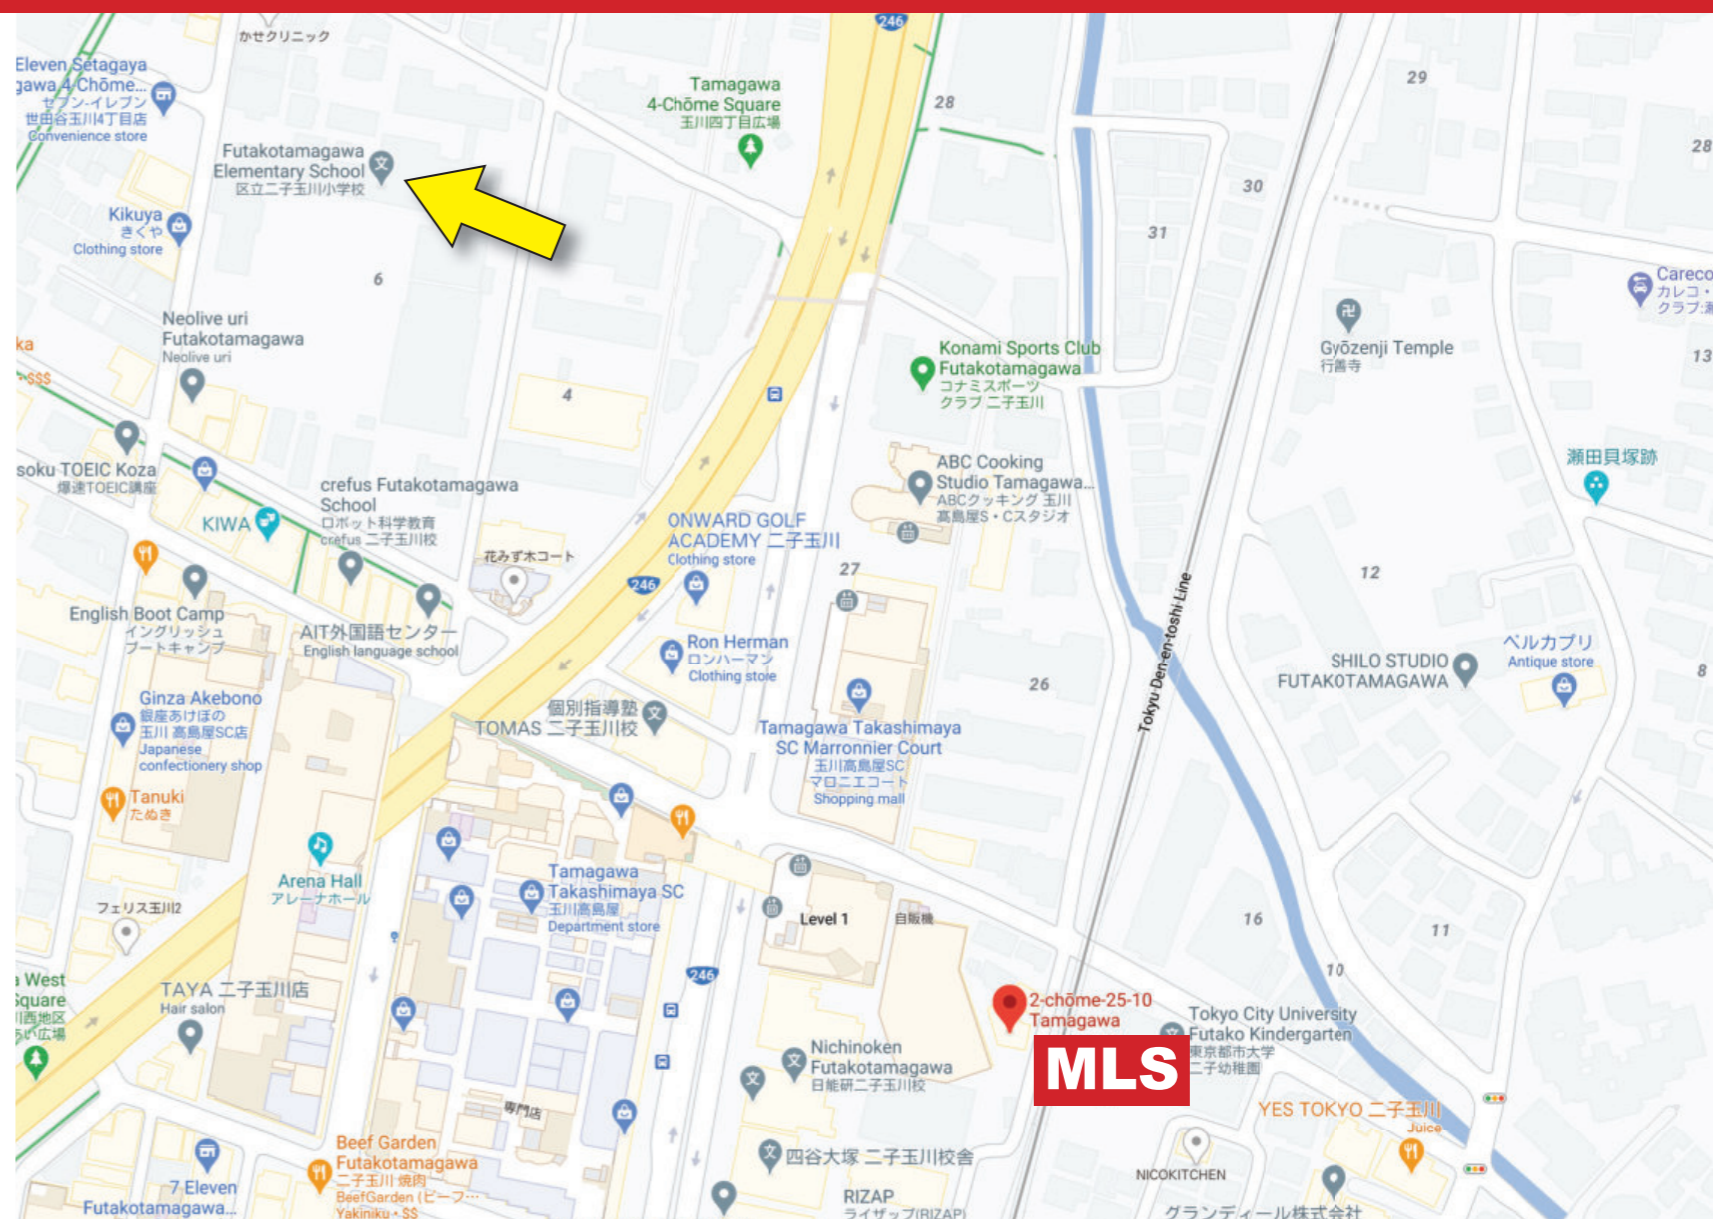 246
かせクリニック
Eleven Setagaya
gawa 4-Chōme...
セブン-イレブン
世田谷玉川4丁目店
Convenience store
Tamagawa
4-Chōme Square
玉川四丁目広場
28
29
28
Futakotamagawa
Elementary School
区立二子玉川小学校
30
Kikuya
きくや
Clothing store
31
6
Careco
カレコ・
クラブ瀬
Neolive uri
Futakotamagawa
Neolive uri
ka
$$$
Konami Sports Club
Futakotamagawa
コナミスポーツ
クラブ 二子玉川
Gyōzenji Temple
行善寺
13
4
soku TOEIC Koza
爆速TOEIC講座
ABC Cooking
Studio Tamagawa...
ABCクッキング 玉川
髙島屋S・Cスタジオ
瀬田貝塚跡
crefus Futakotamagawa
School
ロボット科学教育
crefus 二子玉川校
KIWA
ONWARD GOLF
ACADEMY 二子玉川
Clothing store
花みず木コート
246
27
12
Tokyu Den-en-toshi Line
English Boot Camp
イングリッシュ
ブートキャンプ
AIT外国語センター
English language school
Ron Herman
ロンハーマン
Clothing store
26
SHILO STUDIO
FUTAKOTAMAGAWA
ベルカプリ
Antique store
8
Ginza Akebono
銀座あけぼの
玉川 高島屋SC店
Japanese
confectionery shop
個別指導塾
TOMAS 二子玉川校
Tamagawa Takashimaya
SC Marronnier Court
玉川高島屋SC
マロニエコート
Shopping mall
Tanuki
たぬき
Arena Hall
アレーナホール
Tamagawa
Takashimaya SC
玉川高島屋
Department store
フェリス玉川2
Level 1
自販機
16
11
10
a West
Square
川西地区
あい広場
TAYA 二子玉川店
Hair salon
246
2-chōme-25-10
Tamagawa
MLS
Tokyo City University
Futako Kindergarten
東京都市大学
二子幼稚園
Nichinoken
Futakotamagawa
日能研二子玉川校
専門店
YES TOKYO 二子玉川
Juice
Beef Garden
Futakotamagawa
二子玉川 焼肉
BeefGarden (ビーフ…
Yakiniku・$$
四谷大塚 二子玉川校舎
NICOKITCHEN
7 Eleven
Futakotamagawa...
RIZAP
ライザップ(RIZAP)
グランディール株式会社